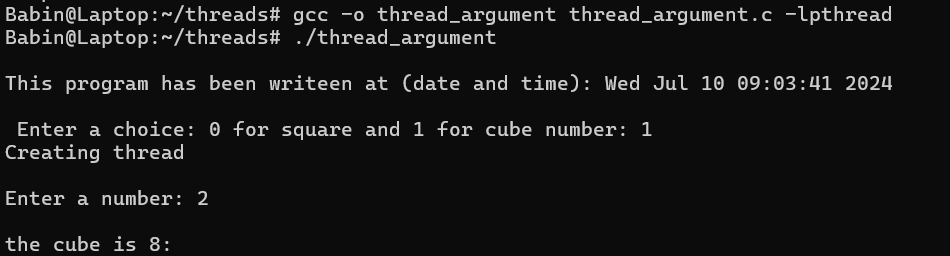 Babin@Laptop:~/threads# gcc -o thread_argument thread_argument.c -lpthread
Babin@Laptop:~/threads# ./thread_argument
This program has been writeen at (date and time): Wed Jul 10 09:03:41 2024
Enter a choice: 0 for square and 1 for cube number: 1
Creating thread
Enter a number: 2
the cube is 8: